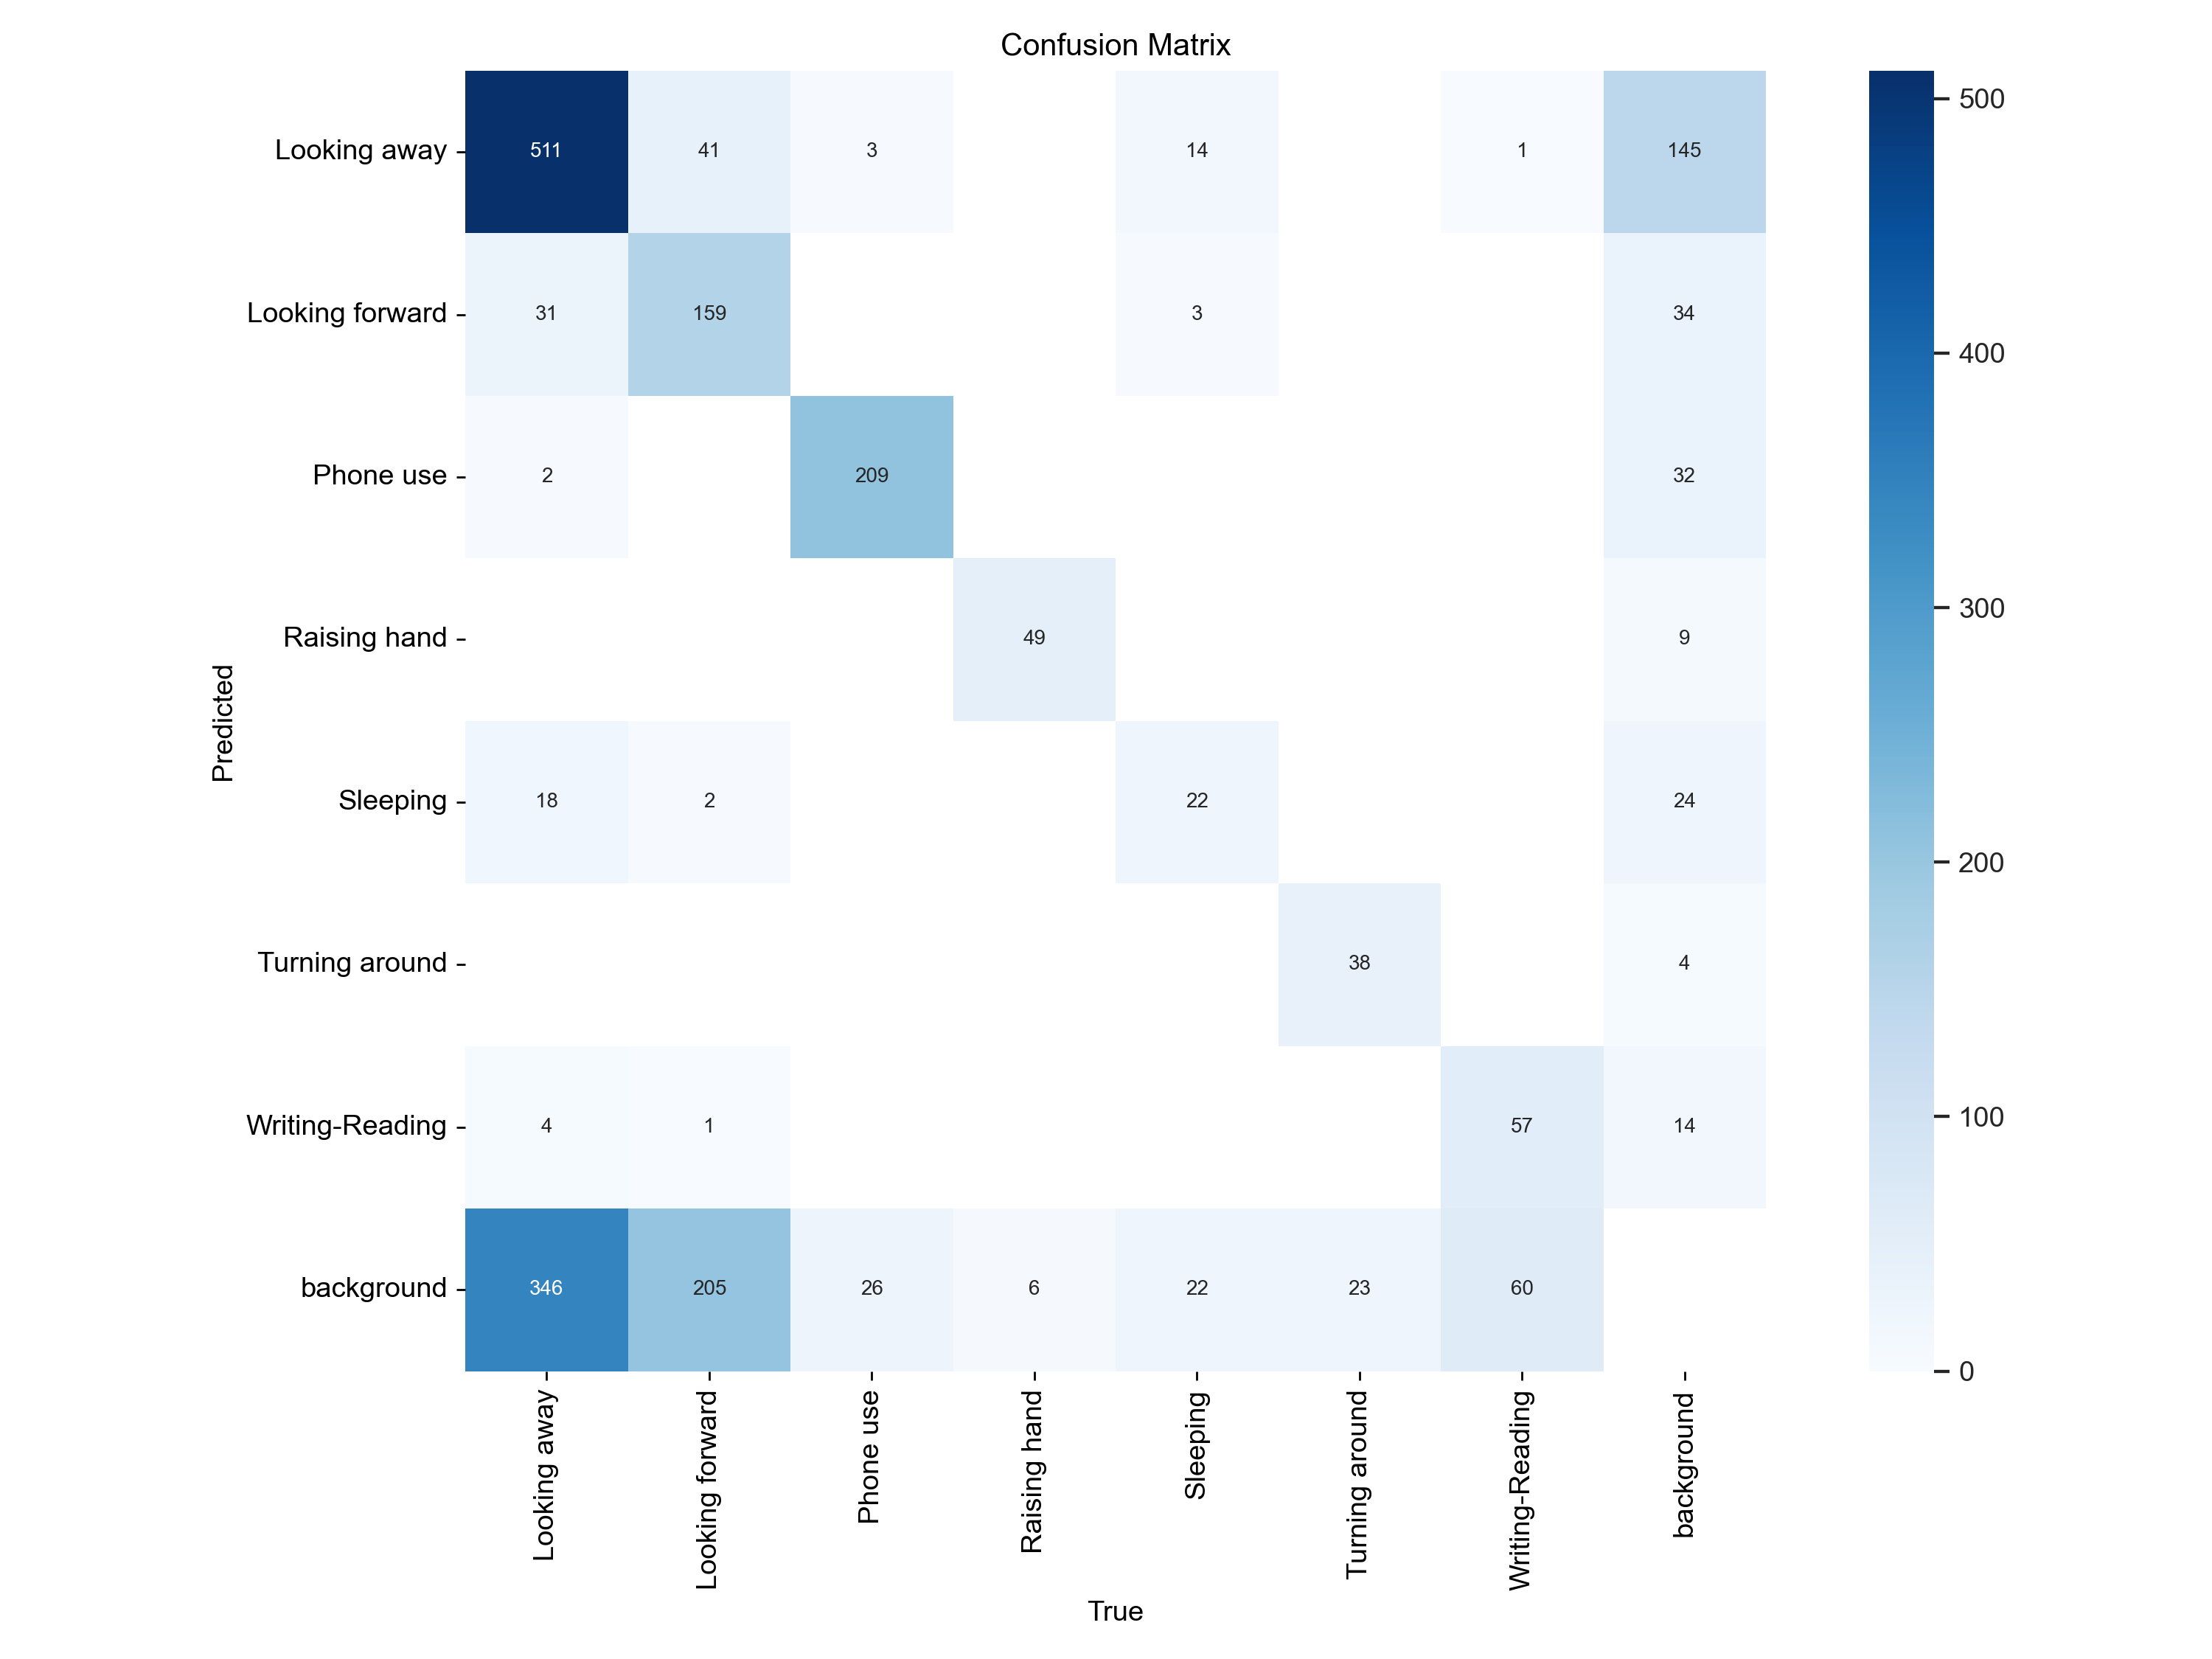 Confusion Matrix
Looking away 511 41 3 14 1 145
Looking forward 31 159 3 34
Phone use 2 209 32
Raising hand 49 9
Sleeping 18 2 22 24
Turning around 38 4
Writing-Reading 4 1 57 14
background 346 205 26 6 22 23 60
Predicted
Looking away
Looking forward
Phone use
Raising hand
Sleeping
Turning around
Writing-Reading
background
True
500
400
300
200
100
0